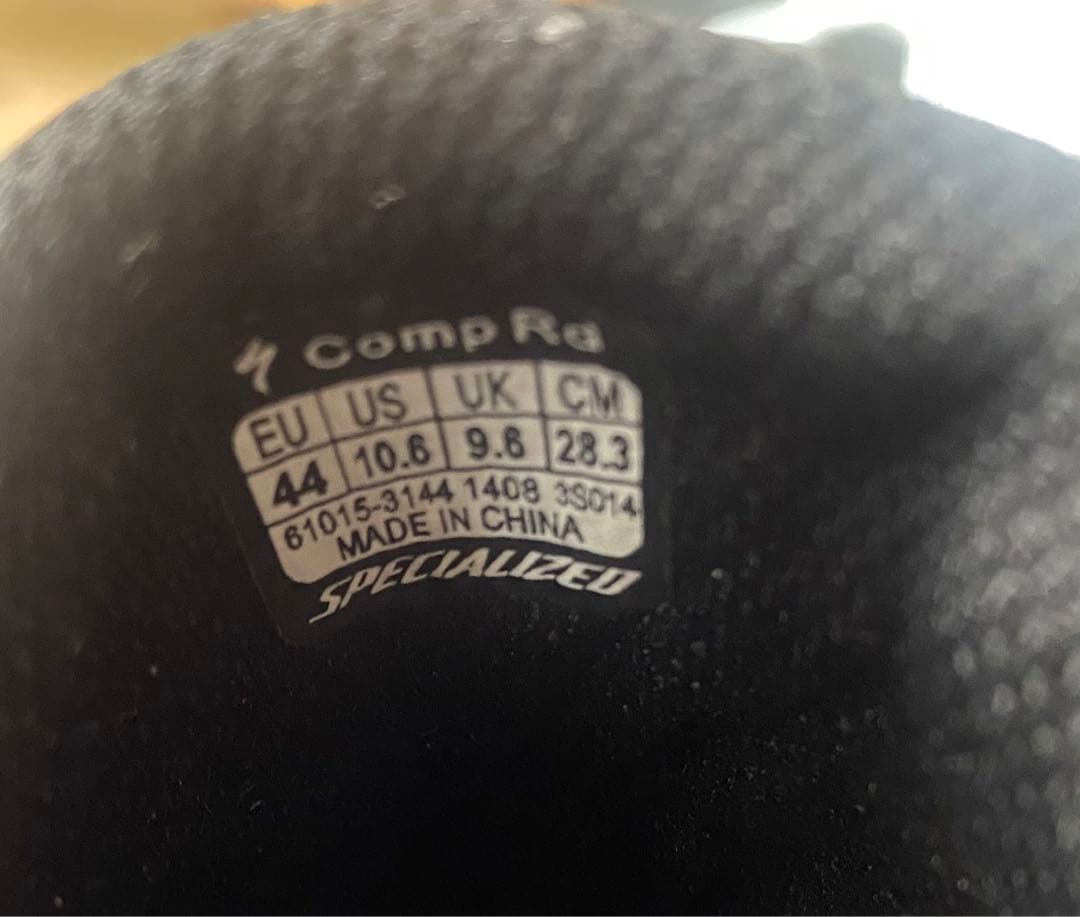 Comp Rd
EU US UK CM
44 10.6 9.6 28.3
61015-3144 1408 3S014
MADE IN CHINA
SPECIALIZED